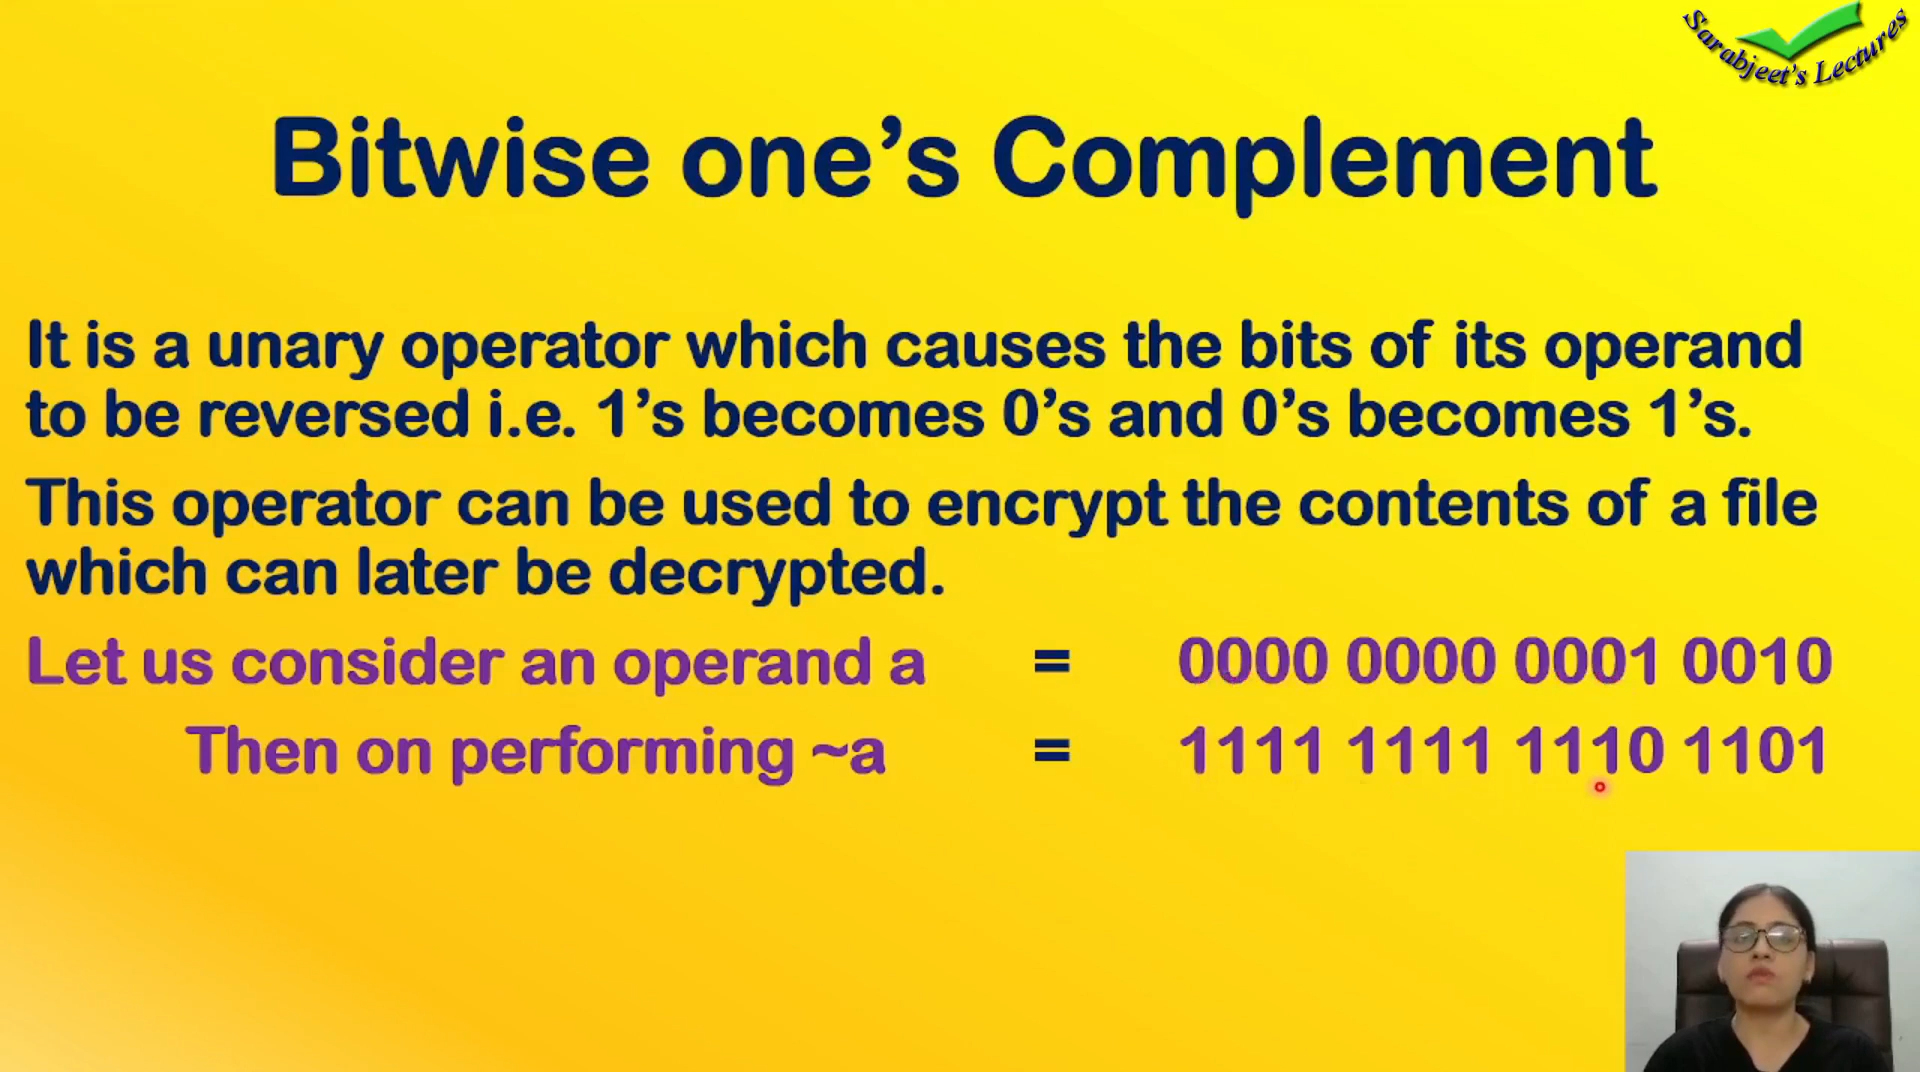 Sarabjeet's Lectures
Bitwise one’s Complement
It is a unary operator which causes the bits of its operand
to be reversed i.e. 1’s becomes 0’s and 0’s becomes 1’s.
This operator can be used to encrypt the contents of a file
which can later be decrypted.
Let us consider an operand a = 0000 0000 0001 0010
Then on performing ~a = 1111 1111 1110 1101